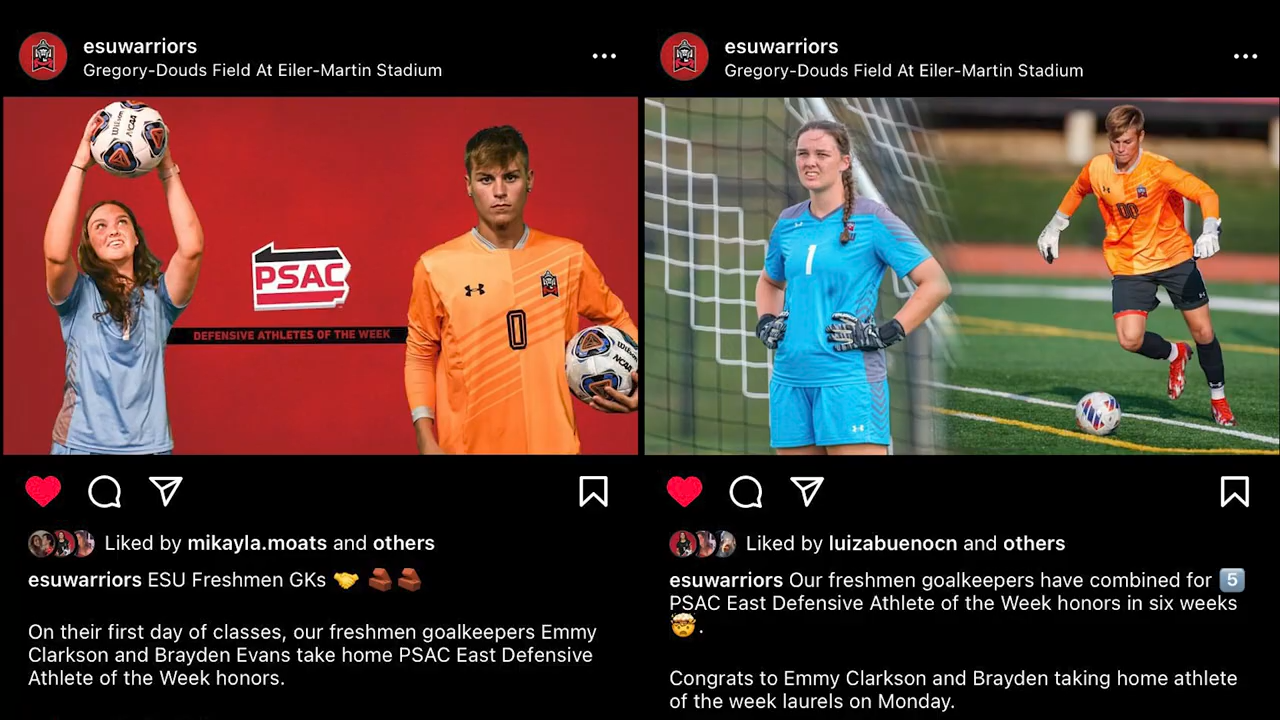 esuwarriors
Gregory-Douds Field At Eiler-Martin Stadium
Wilson
NCAA
PSAC
DEFENSIVE ATHLETES OF THE WEEK
0
Wilson
NCAA
Liked by mikayla.moats and others
esuwarriors ESU Freshmen GKs 🤝 🧱 🧱
On their first day of classes, our freshmen goalkeepers Emmy
Clarkson and Brayden Evans take home PSAC East Defensive
Athlete of the Week honors.
esuwarriors
Gregory-Douds Field At Eiler-Martin Stadium
1
00
Liked by luizabuenocn and others
esuwarriors Our freshmen goalkeepers have combined for 5️⃣
PSAC East Defensive Athlete of the Week honors in six weeks
🤯.
Congrats to Emmy Clarkson and Brayden taking home athlete
of the week laurels on Monday.